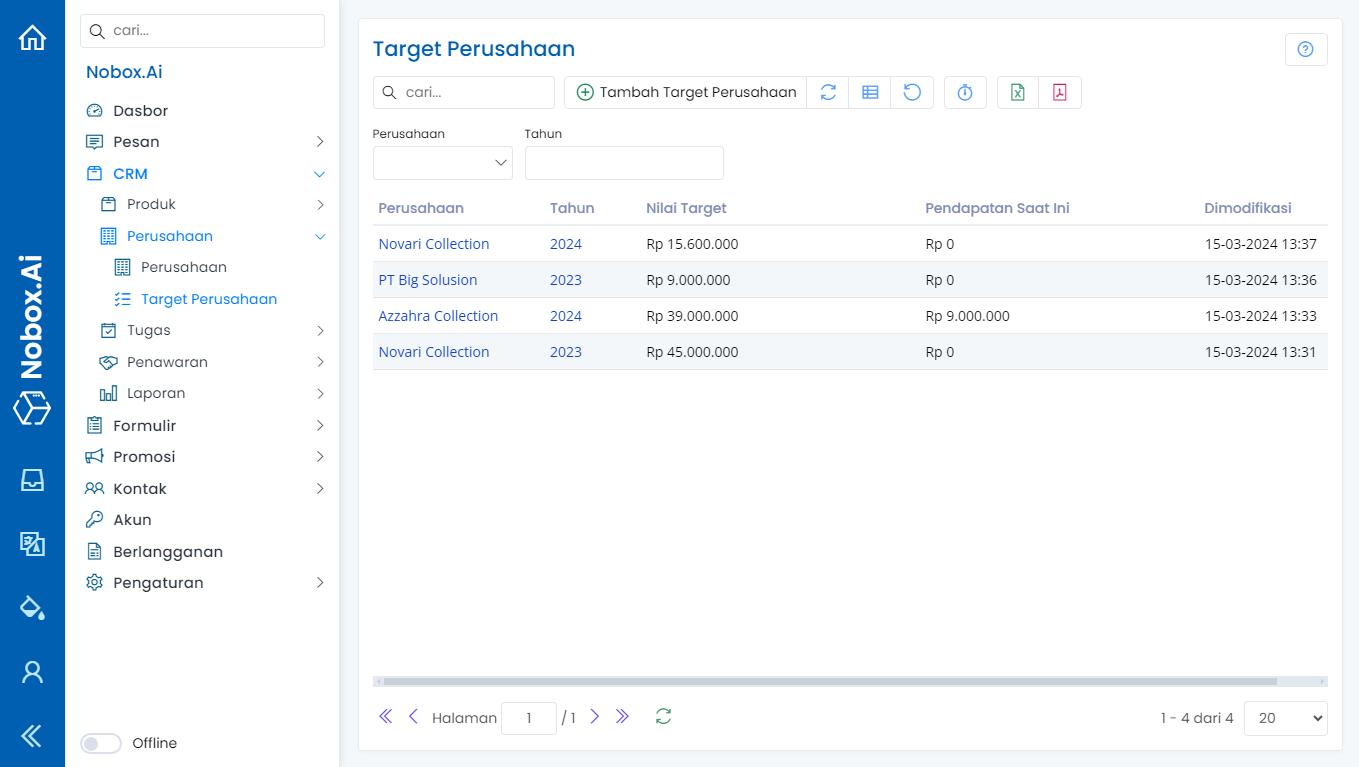 Nobox.Ai
cari...
Nobox.Ai
Dasbor
Pesan
CRM
Produk
Perusahaan
Perusahaan
Target Perusahaan
Tugas
Penawaran
Laporan
Formulir
Promosi
Kontak
Akun
Berlangganan
Pengaturan
Offline
Target Perusahaan
cari...
Tambah Target Perusahaan
Perusahaan Tahun
Perusahaan Tahun Nilai Target Pendapatan Saat Ini Dimodifikasi
Novari Collection 2024 Rp 15.600.000 Rp 0 15-03-2024 13:37
PT Big Solusion 2023 Rp 9.000.000 Rp 0 15-03-2024 13:36
Azzahra Collection 2024 Rp 39.000.000 Rp 9.000.000 15-03-2024 13:33
Novari Collection 2023 Rp 45.000.000 Rp 0 15-03-2024 13:31
Halaman 1 / 1 1 - 4 dari 4 20